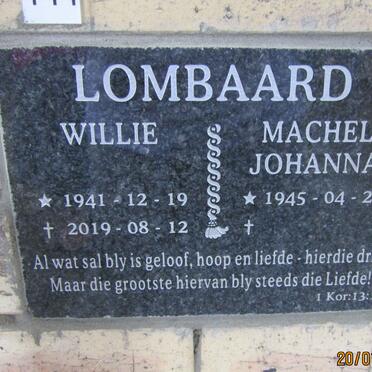 LOMBAARD
WILLIE
MACHEL
JOHANNA
★ 1941 - 12 - 19
★ 1945 - 04 - 2
† 2019 - 08 - 12
†
Al wat sal bly is geloof, hoop en liefde - hierdie dr
Maar die grootste hiervan bly steeds die Liefde!
1 Kor:13:
20/0